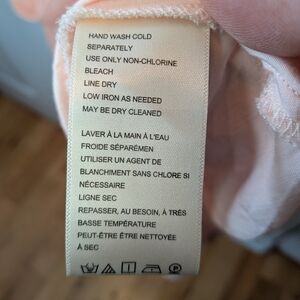 HAND WASH COLD
SEPARATELY
USE ONLY NON-CHLORINE
BLEACH
LINE DRY
LOW IRON AS NEEDED
MAY BE DRY CLEANED
LAVER À LA MAIN À L'EAU
FROIDE SÉPARÉMEN
UTILISER UN AGENT DE
BLANCHIMENT SANS CHLORE SI
NÉCESSAIRE
LIGNE SEC
REPASSER, AU BESOIN, À TRÈS
BASSE TEMPÉRATURE
PEUT-ÊTRE ÊTRE NETTOYÉE
À SEC